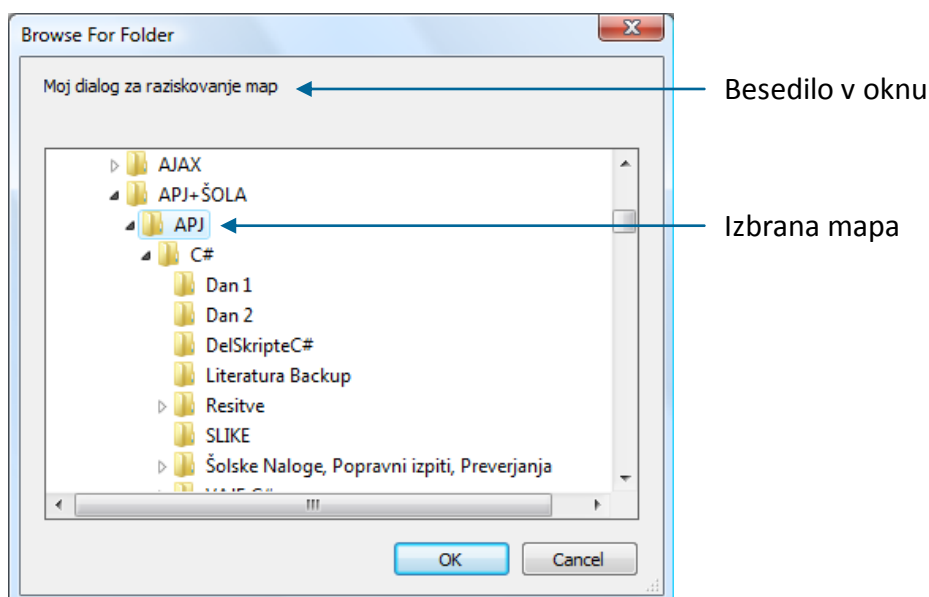 Browse For Folder
Moj dialog za raziskovanje map
Besedilo v oknu
AJAX
APJ+ŠOLA
APJ
Izbrana mapa
C#
Dan 1
Dan 2
DelSkripteC#
Literatura Backup
Resitve
SLIKE
Šolske Naloge, Popravni izpiti, Preverjanja
OK
Cancel